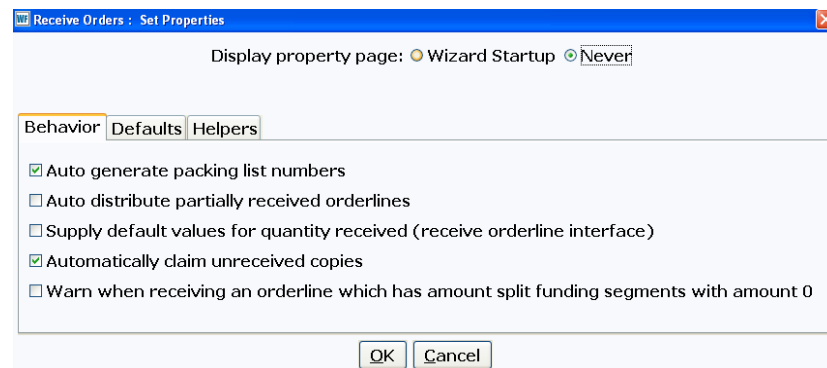 WF Receive Orders : Set Properties
Display property page: Wizard Startup Never
Behavior Defaults Helpers
Auto generate packing list numbers
Auto distribute partially received orderlines
Supply default values for quantity received (receive orderline interface)
Automatically claim unreceived copies
Warn when receiving an orderline which has amount split funding segments with amount 0
OK Cancel